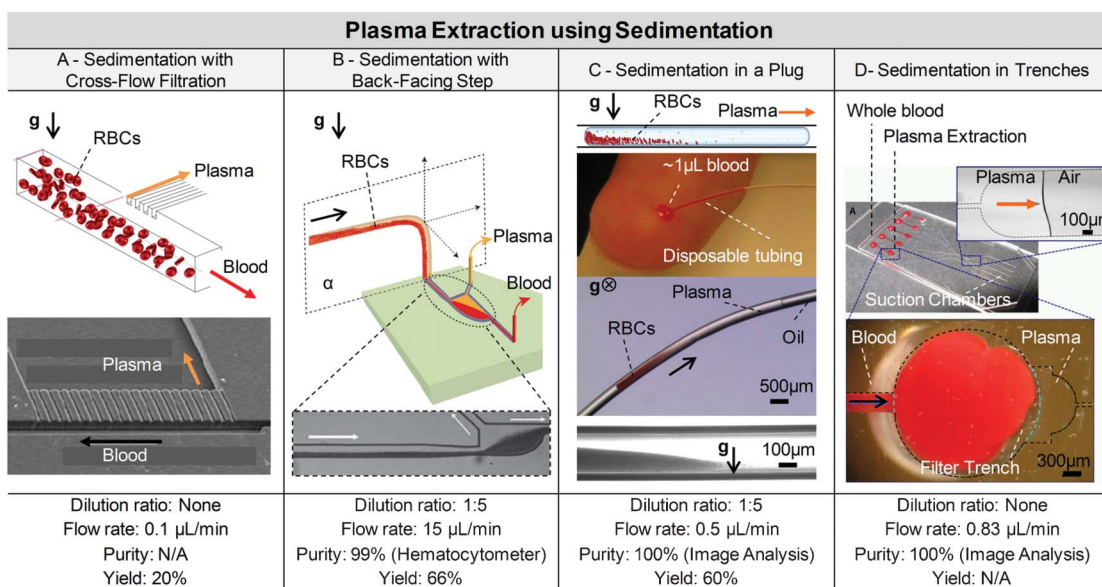 Plasma Extraction using Sedimentation
A - Sedimentation with
Cross-Flow Filtration
g
RBCs
Plasma
Blood
Plasma
Blood
Dilution ratio: None
Flow rate: 0.1 µL/min
Purity: N/A
Yield: 20%
B - Sedimentation with
Back-Facing Step
g
RBCs
Plasma
Blood
α
Dilution ratio: 1:5
Flow rate: 15 µL/min
Purity: 99% (Hematocytometer)
Yield: 66%
C - Sedimentation in a Plug
g
RBCs
Plasma
~1µL blood
Disposable tubing
g⊗
Plasma
RBCs
Oil
500µm
g
100µm
Dilution ratio: 1:5
Flow rate: 0.5 µL/min
Purity: 100% (Image Analysis)
Yield: 60%
D- Sedimentation in Trenches
Whole blood
Plasma Extraction
Plasma
Air
100µm
A
Suction Chambers
Blood
Plasma
Filter Trench
300µm
Dilution ratio: None
Flow rate: 0.83 µL/min
Purity: 100% (Image Analysis)
Yield: N/A